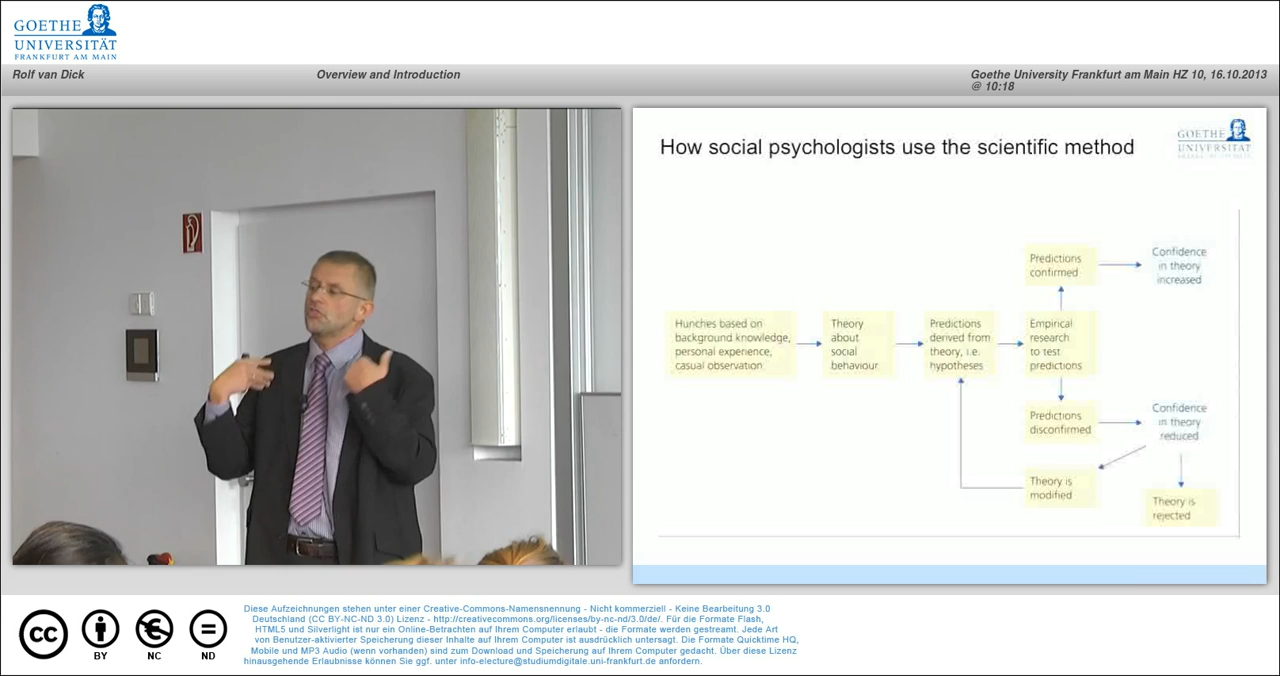 GOETHE
UNIVERSITÄT
FRANKFURT AM MAIN
Rolf van Dick
Overview and Introduction
Goethe University Frankfurt am Main HZ 10, 16.10.2013
@ 10:18
How social psychologists use the scientific method
GOETHE
UNIVERSITÄT
FRANKFURT AM MAIN
Hunches based on
background knowledge,
personal experience,
casual observation
Theory
about
social
behaviour
Predictions
derived from
theory, i.e.
hypotheses
Empirical
research
to test
predictions
Predictions
confirmed
Confidence
in theory
increased
Predictions
disconfirmed
Confidence
in theory
reduced
Theory is
modified
Theory is
rejected
cc
BY
NC
ND
Diese Aufzeichnungen stehen unter einer Creative-Commons-Namensnennung - Nicht kommerziell - Keine Bearbeitung 3.0
Deutschland (CC BY-NC-ND 3.0) Lizenz - http://creativecommons.org/licenses/by-nc-nd/3.0/de/. Für die Formate Flash,
HTML5 und Silverlight ist nur ein Online-Betrachten auf Ihrem Computer erlaubt - die Formate werden gestreamt. Jede Art
von Benutzer-aktivierter Speicherung dieser Inhalte auf Ihrem Computer ist ausdrücklich untersagt. Die Formate Quicktime HQ,
Mobile und MP3 Audio (wenn vorhanden) sind zum Download und Speicherung auf Ihrem Computer gedacht. Über diese Lizenz
hinausgehende Erlaubnisse können Sie ggf. unter info-electure@studiumdigitale.uni-frankfurt.de anfordern.